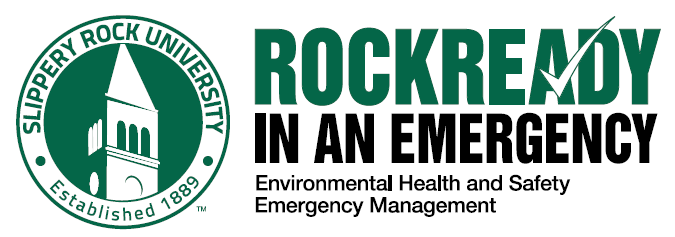 SLIPPERY ROCK UNIVERSITY
Established 1889
™
ROCKREADY
IN AN EMERGENCY
Environmental Health and Safety
Emergency Management